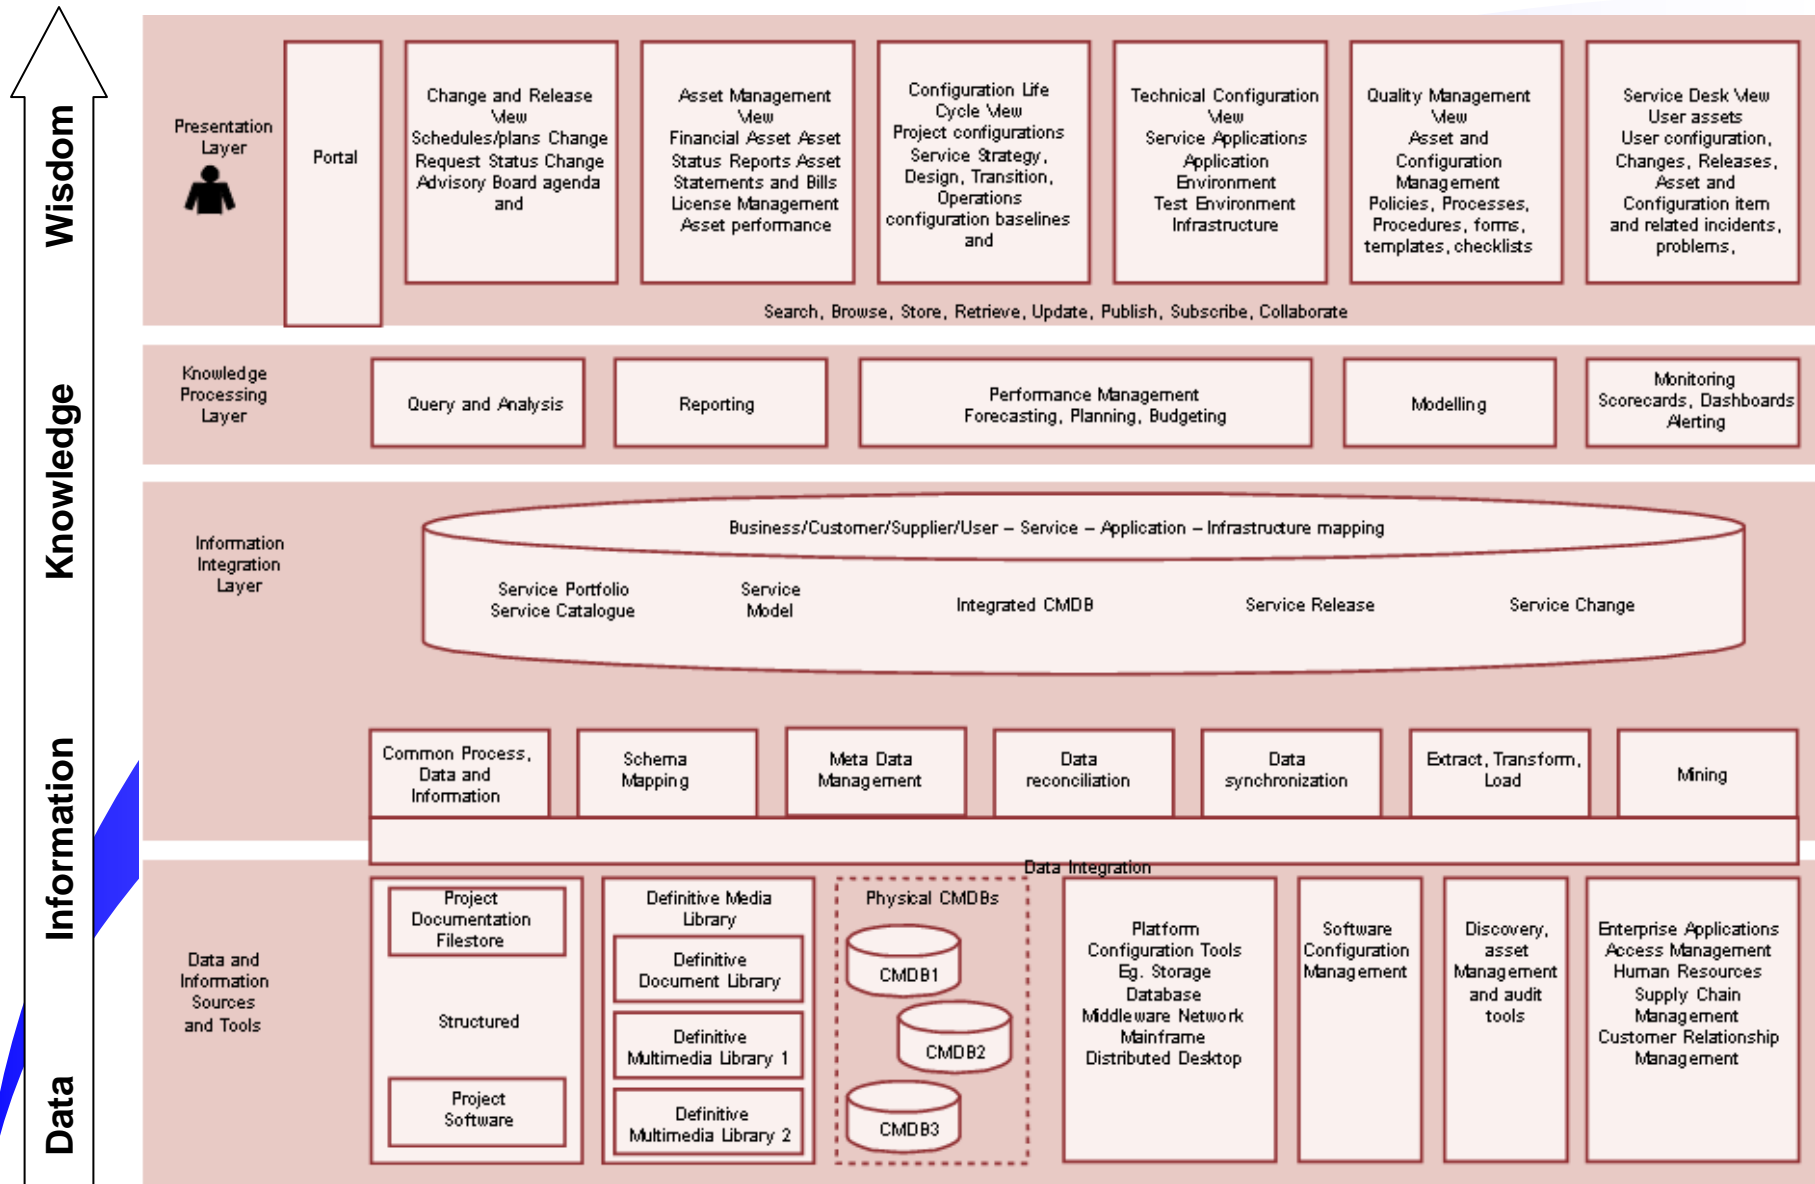 Wisdom
Knowledge
Information
Data
Presentation
Layer
Portal
Change and Release
View
Schedules/plans Change
Request Status Change
Advisory Board agenda
and
Asset Management
View
Financial Asset Asset
Status Reports Asset
Statements and Bills
License Management
Asset performance
Configuration Life
Cycle View
Project configurations
Service Strategy,
Design, Transition,
Operations
configuration baselines
and
Technical Configuration
View
Service Applications
Application
Environment
Test Environment
Infrastructure
Quality Management
View
Asset and
Configuration
Management
Policies, Processes,
Procedures, forms,
templates, checklists
Service Desk View
User assets
User configuration,
Changes, Releases,
Asset and
Configuration item
and related incidents,
problems,
Search, Browse, Store, Retrieve, Update, Publish, Subscribe, Collaborate
Knowledge
Processing
Layer
Query and Analysis
Reporting
Performance Management
Forecasting, Planning, Budgeting
Modelling
Monitoring
Scorecards, Dashboards
Alerting
Information
Integration
Layer
Business/Customer/Supplier/User – Service – Application – Infrastructure mapping
Service Portfolio
Service Catalogue
Service
Model
Integrated CMDB
Service Release
Service Change
Common Process,
Data and
Information
Schema
Mapping
Meta Data
Management
Data
reconciliation
Data
synchronization
Extract, Transform,
Load
Mining
Data Integration
Data and
Information
Sources
and Tools
Project
Documentation
Filestore
Structured
Project
Software
Definitive Media
Library
Definitive
Document Library
Definitive
Multimedia Library 1
Definitive
Multimedia Library 2
Physical CMDBs
CMDB1
CMDB2
CMDB3
Platform
Configuration Tools
Eg. Storage
Database
Middleware Network
Mainframe
Distributed Desktop
Software
Configuration
Management
Discovery,
asset
Management
and audit
tools
Enterprise Applications
Access Management
Human Resources
Supply Chain
Management
Customer Relationship
Management